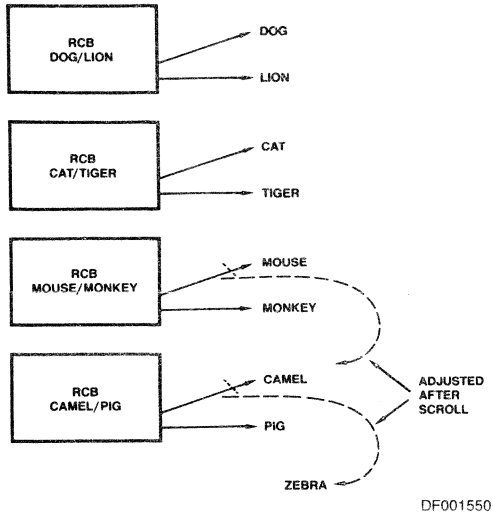 RCB
DOG/LION
DOG
LION
RCB
CAT/TIGER
CAT
TIGER
RCB
MOUSE/MONKEY
MOUSE
MONKEY
RCB
CAMEL/PIG
CAMEL
PIG
ADJUSTED
AFTER
SCROLL
ZEBRA
DF001550